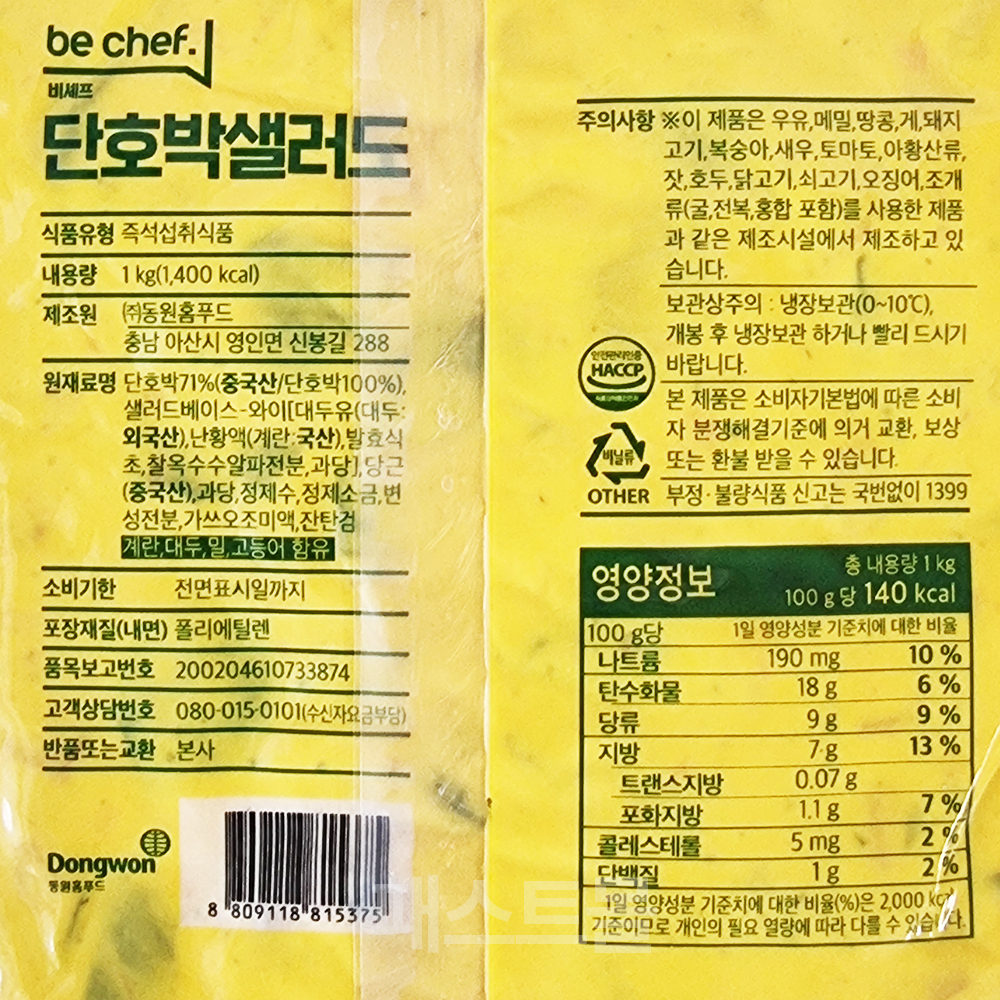 be chef.
비셰프
단호박샐러드
식품유형 즉석섭취식품
내용량 1 kg(1,400 kcal)
제조원 ㈜동원홈푸드
충남 아산시 영인면 신봉길 288
원재료명 단호박71%(중국산/단호박100%),
샐러드베이스-와이[대두유(대두:
외국산),난황액(계란:국산),발효식
초,찰옥수수알파전분,과당],당근
(중국산),과당,정제수,정제소금,변
성전분,가쓰오조미액,잔탄검
계란,대두,밀,고등어 함유
소비기한 전면표시일까지
포장재질(내면) 폴리에틸렌
품목보고번호 200204610733874
고객상담번호 080-015-0101(수신자요금부담)
반품또는교환 본사
Dongwon
동원홈푸드
8 809118 815375
주의사항 ※이 제품은 우유,메밀,땅콩,게,돼지
고기,복숭아,새우,토마토,아황산류,
잣,호두,닭고기,쇠고기,오징어,조개
류(굴,전복,홍합 포함)를 사용한 제품
과 같은 제조시설에서 제조하고 있
습니다.
보관상주의 : 냉장보관(0~10℃),
개봉 후 냉장보관 하거나 빨리 드시기
바랍니다.
안전관리인증
HACCP
본 제품은 소비자기본법에 따른 소비
자 분쟁해결기준에 의거 교환, 보상
또는 환불 받을 수 있습니다.
비닐류
OTHER
부정·불량식품 신고는 국번없이 1399
영양정보
총 내용량 1 kg
100 g 당 140 kcal
100 g당 1일 영양성분 기준치에 대한 비율
나트륨 190 mg 10 %
탄수화물 18 g 6 %
당류 9 g 9 %
지방 7 g 13 %
트랜스지방 0.07 g
포화지방 1.1 g 7 %
콜레스테롤 5 mg 2 %
단백질 1 g 2 %
1일 영양성분 기준치에 대한 비율(%)은 2,000 kcal
기준이므로 개인의 필요 열량에 따라 다를 수 있습니다.